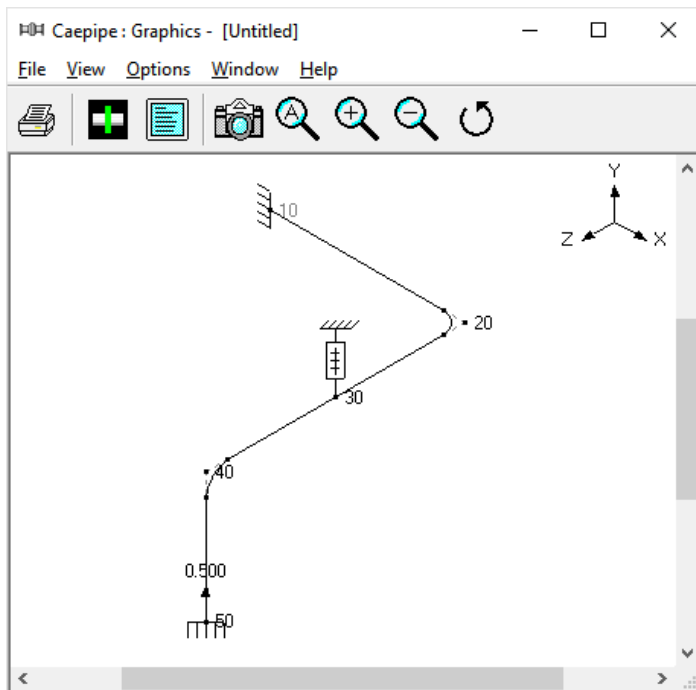 Caepipe : Graphics - [Untitled]
File View Options Window Help
A
Y
Z X
10
20
30
40
0.500
50